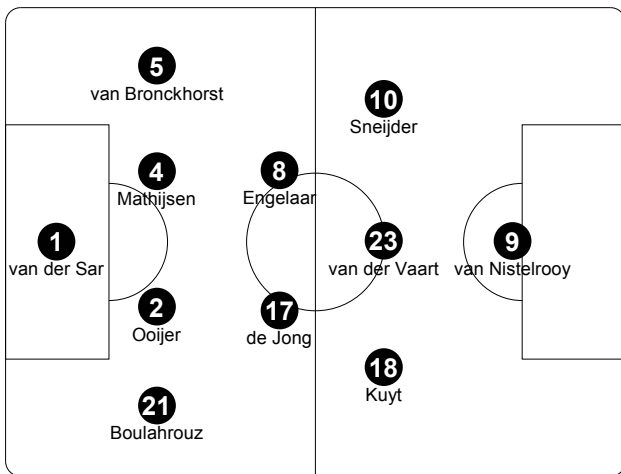 5
van Bronckhorst
10
Sneijder
4
Mathijsen
8
Engelaar
1
van der Sar
23
van der Vaart
9
van Nistelrooy
2
Ooijer
17
de Jong
18
Kuyt
21
Boulahrouz